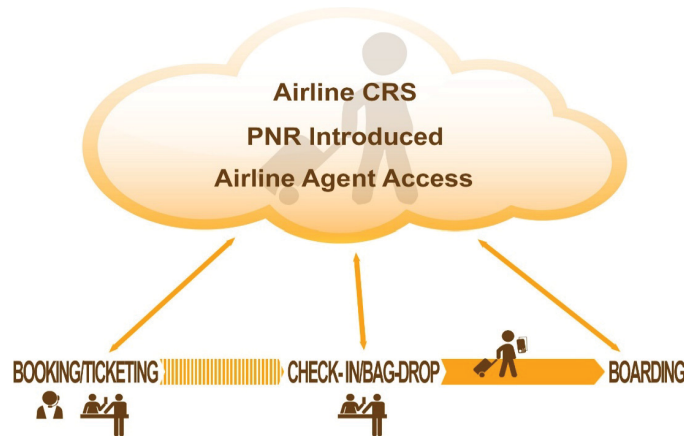 Airline CRS
PNR Introduced
Airline Agent Access
BOOKING/TICKETING
CHECK- IN/BAG-DROP
BOARDING